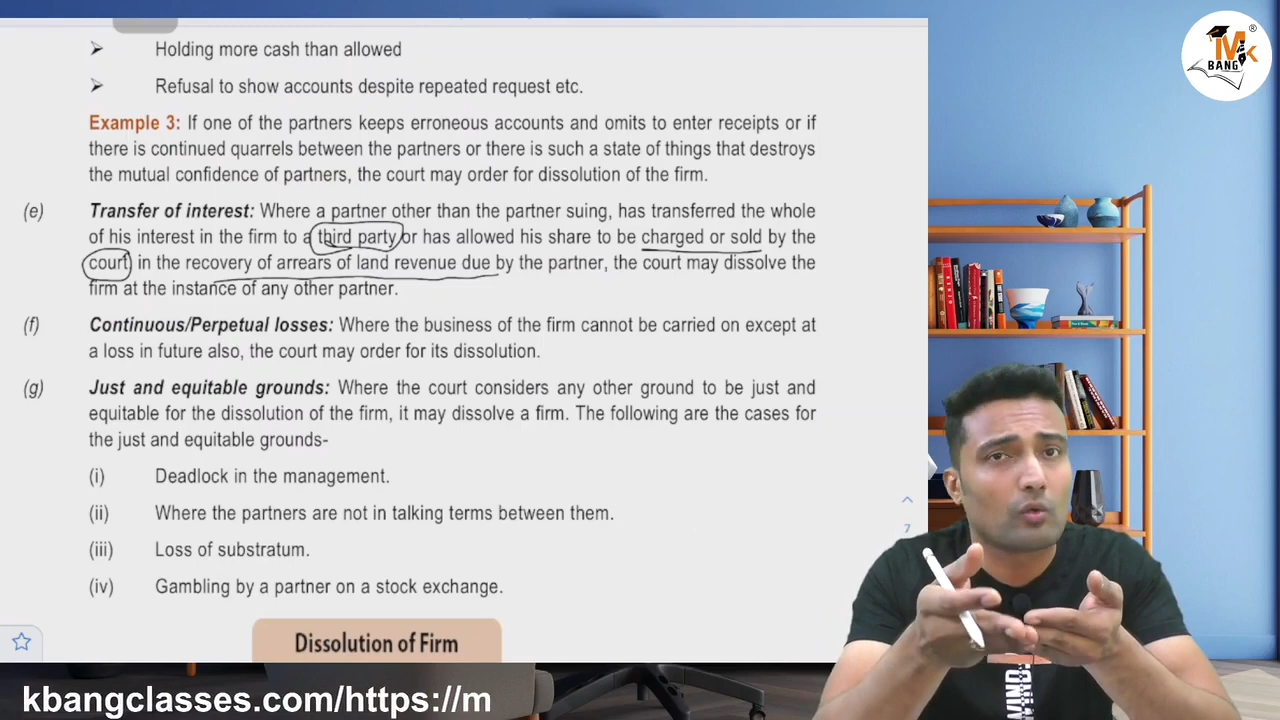 ➢ Holding more cash than allowed
➢ Refusal to show accounts despite repeated request etc.
Example 3: If one of the partners keeps erroneous accounts and omits to enter receipts or if
there is continued quarrels between the partners or there is such a state of things that destroys
the mutual confidence of partners, the court may order for dissolution of the firm.
(e) Transfer of interest: Where a partner other than the partner suing, has transferred the whole
of his interest in the firm to a third party or has allowed his share to be charged or sold by the
court in the recovery of arrears of land revenue due by the partner, the court may dissolve the
firm at the instance of any other partner.
(f) Continuous/Perpetual losses: Where the business of the firm cannot be carried on except at
a loss in future also, the court may order for its dissolution.
(g) Just and equitable grounds: Where the court considers any other ground to be just and
equitable for the dissolution of the firm, it may dissolve a firm. The following are the cases for
the just and equitable grounds-
(i) Deadlock in the management.
(ii) Where the partners are not in talking terms between them.
(iii) Loss of substratum.
(iv) Gambling by a partner on a stock exchange.
7
Dissolution of Firm
kbangclasses.com/https://m
MK
BANG
®